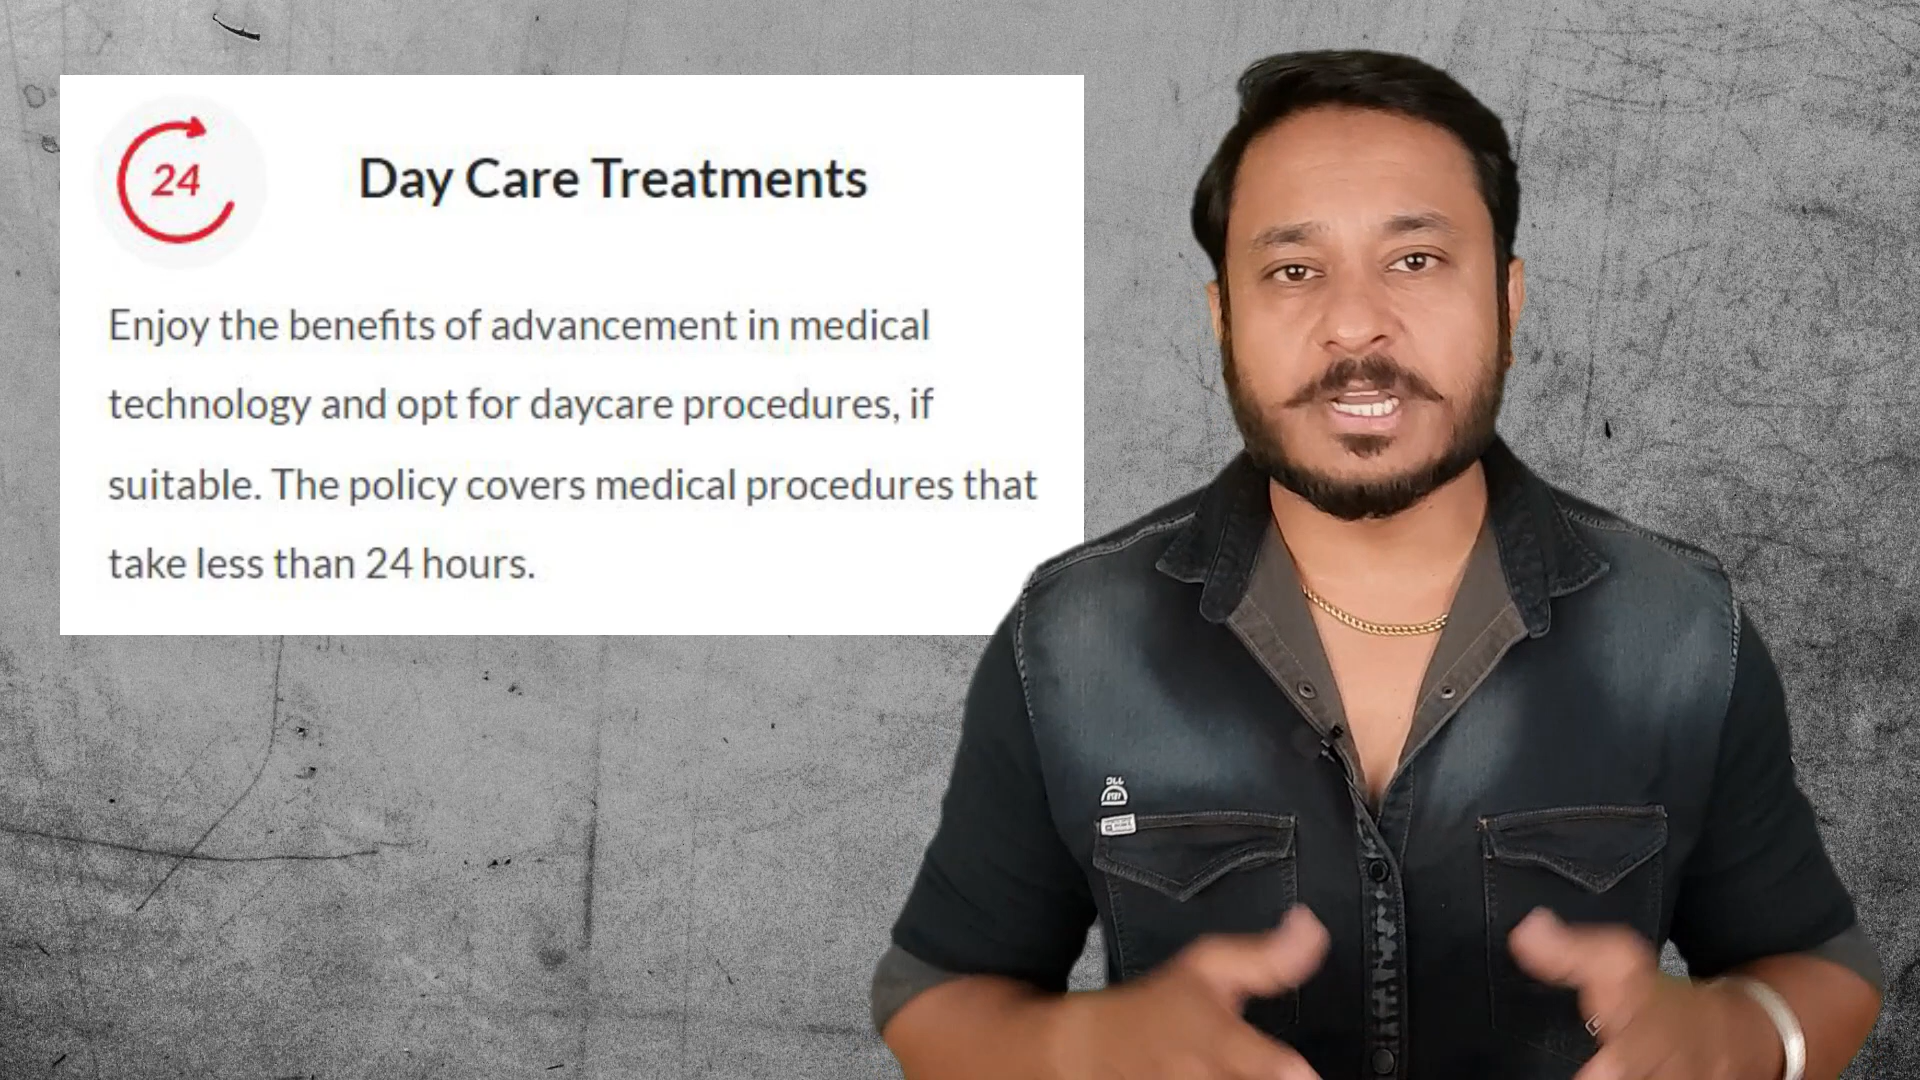 24
Day Care Treatments
Enjoy the benefits of advancement in medical
technology and opt for daycare procedures, if
suitable. The policy covers medical procedures that
take less than 24 hours.